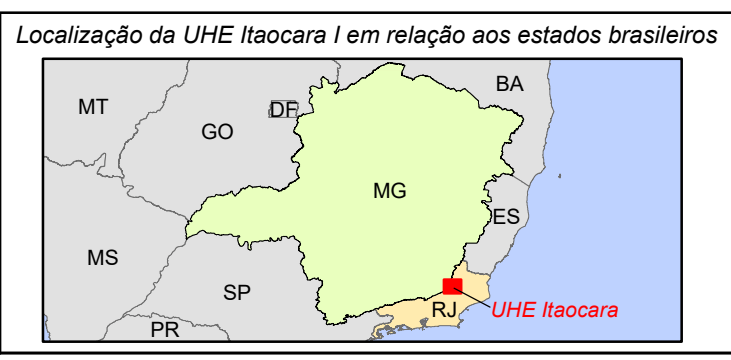 Localização da UHE Itaocara I em relação aos estados brasileiros
BA
MT
DF
GO
MG
ES
MS
SP
RJ
UHE Itaocara
PR